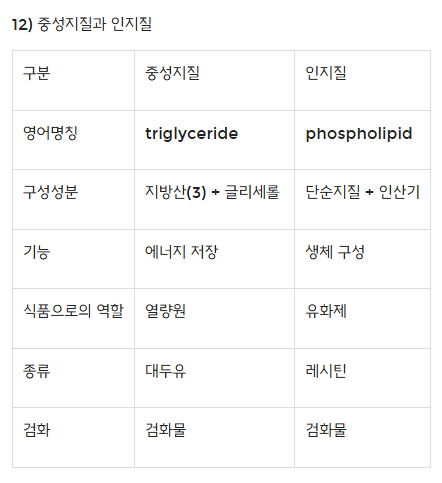 12) 중성지질과 인지질
구분 중성지질 인지질
영어명칭 triglyceride phospholipid
구성성분 지방산(3) + 글리세롤 단순지질 + 인산기
기능 에너지 저장 생체 구성
식품으로의 역할 열량원 유화제
종류 대두유 레시틴
검화 검화물 검화물